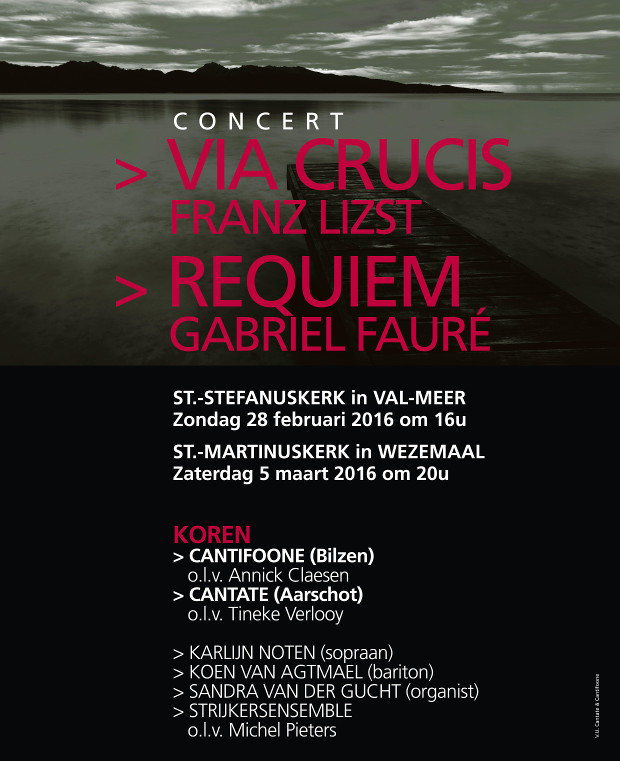 CONCERT
> VIA CRUCIS
FRANZ LIZST
> REQUIEM
GABRIEL FAURÉ
ST.-STEFANUSKERK in VAL-MEER
Zondag 28 februari 2016 om 16u
ST.-MARTINUSKERK in WEZEMAAL
Zaterdag 5 maart 2016 om 20u
KOREN
> CANTIFOONE (Bilzen)
o.l.v. Annick Claesen
> CANTATE (Aarschot)
o.l.v. Tineke Verlooy
> KARLIJN NOTEN (sopraan)
> KOEN VAN AGTMAEL (bariton)
> SANDRA VAN DER GUCHT (organist)
> STRIJKERSENSEMBLE
o.l.v. Michel Pieters
V.U. Cantate & Cantifoone